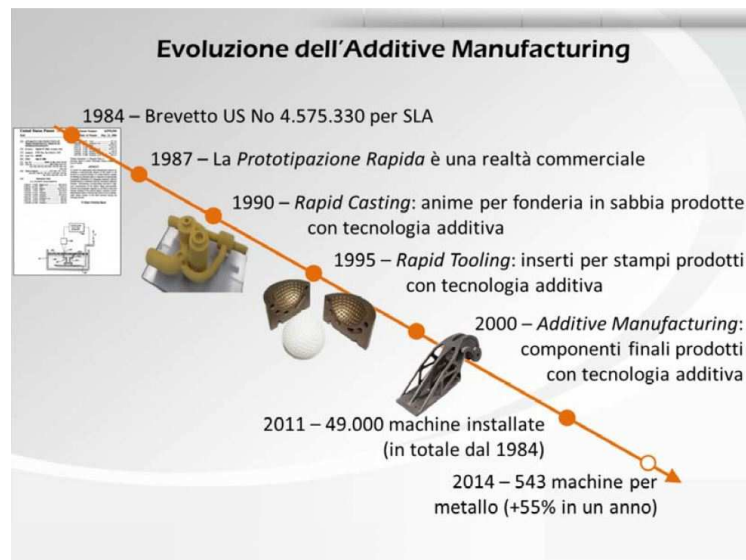 Evoluzione dell'Additive Manufacturing
1984 – Brevetto US No 4.575.330 per SLA
1987 – La Prototipazione Rapida è una realtà commerciale
1990 – Rapid Casting: anime per fonderia in sabbia prodotte
con tecnologia additiva
1995 – Rapid Tooling: inserti per stampi prodotti
con tecnologia additiva
2000 – Additive Manufacturing:
componenti finali prodotti
con tecnologia additiva
2011 – 49.000 machine installate
(in totale dal 1984)
2014 – 543 machine per
metallo (+55% in un anno)